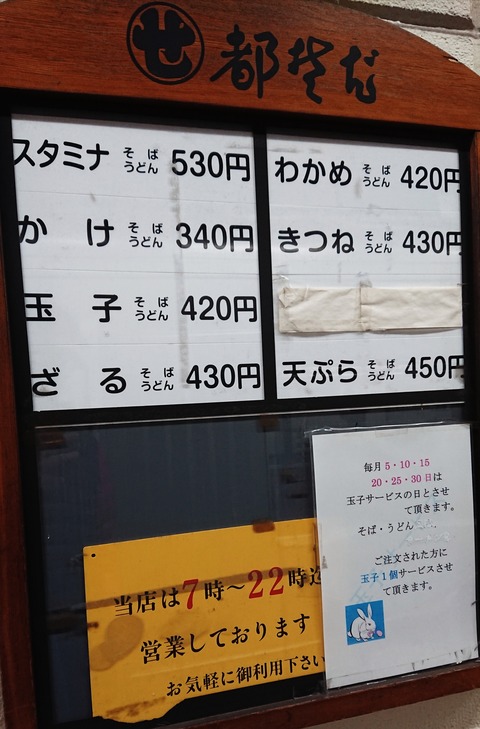 せ 都そば
スタミナ そば うどん 530円
かけ そば うどん 340円
玉子 そば うどん 420円
ざる そば うどん 430円
わかめ そば うどん 420円
きつね そば うどん 430円
天ぷら そば うどん 450円
当店は7時〜22時迄
営業しております
お気軽に御利用下さい
毎月5・10・15
20・25・30日は
玉子サービスの日とさせ
て頂きます。
そば・うどん
ご注文された方に
玉子1個サービスさせ
て頂きます。